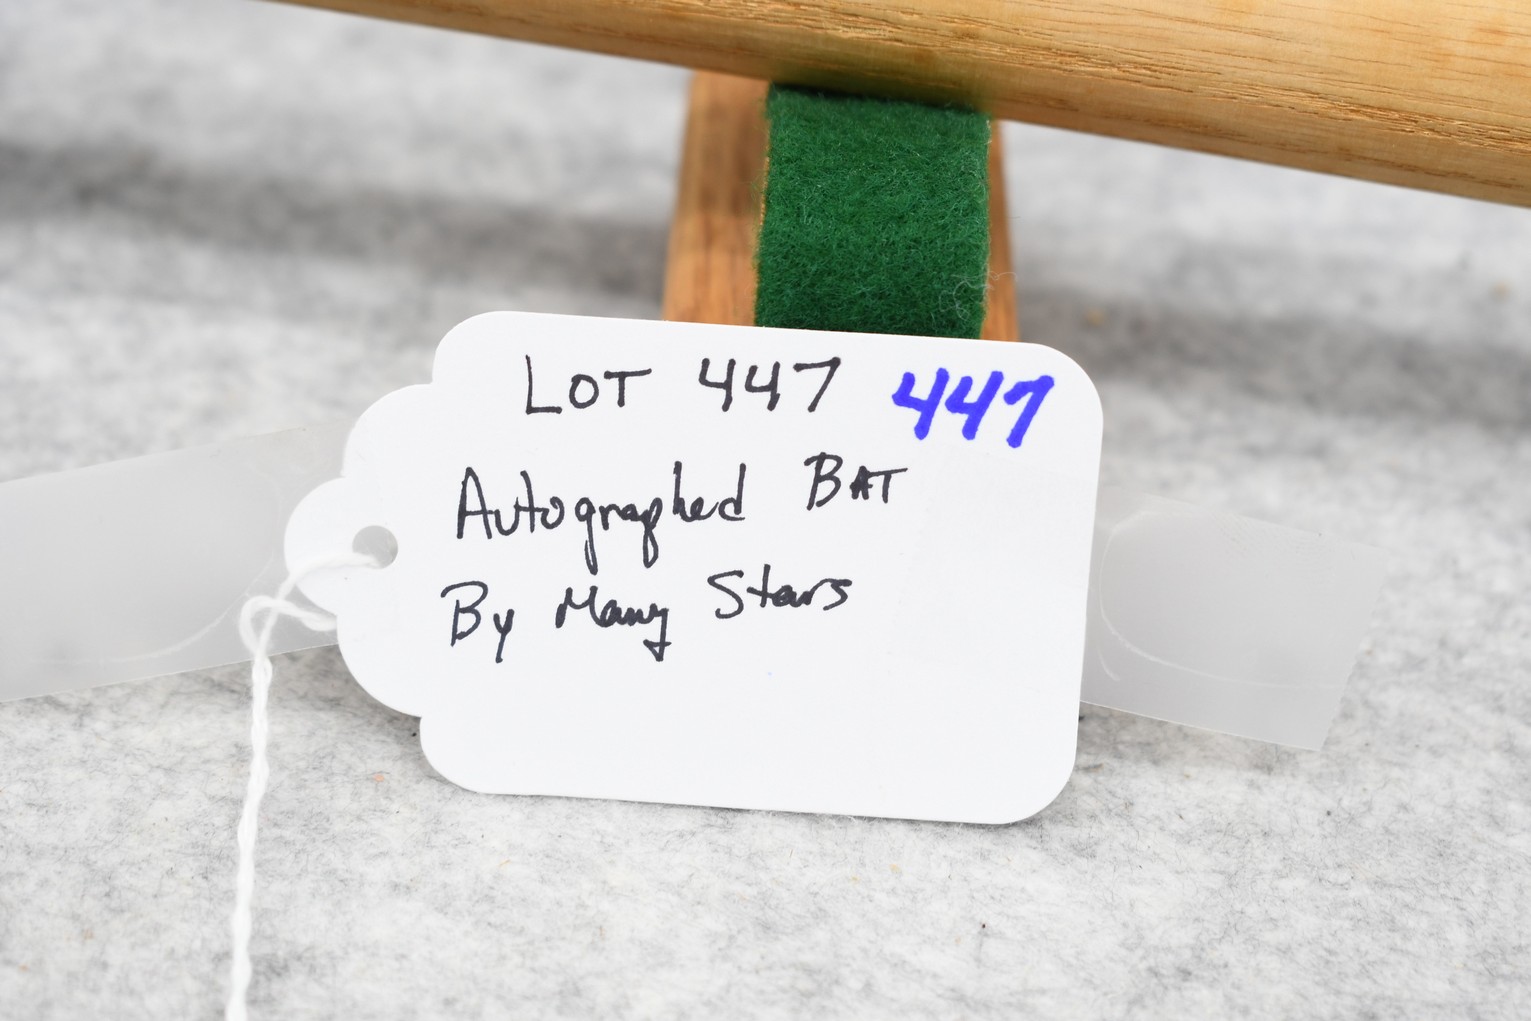 LOT 447 447
Autographed BAT
By Many Stars